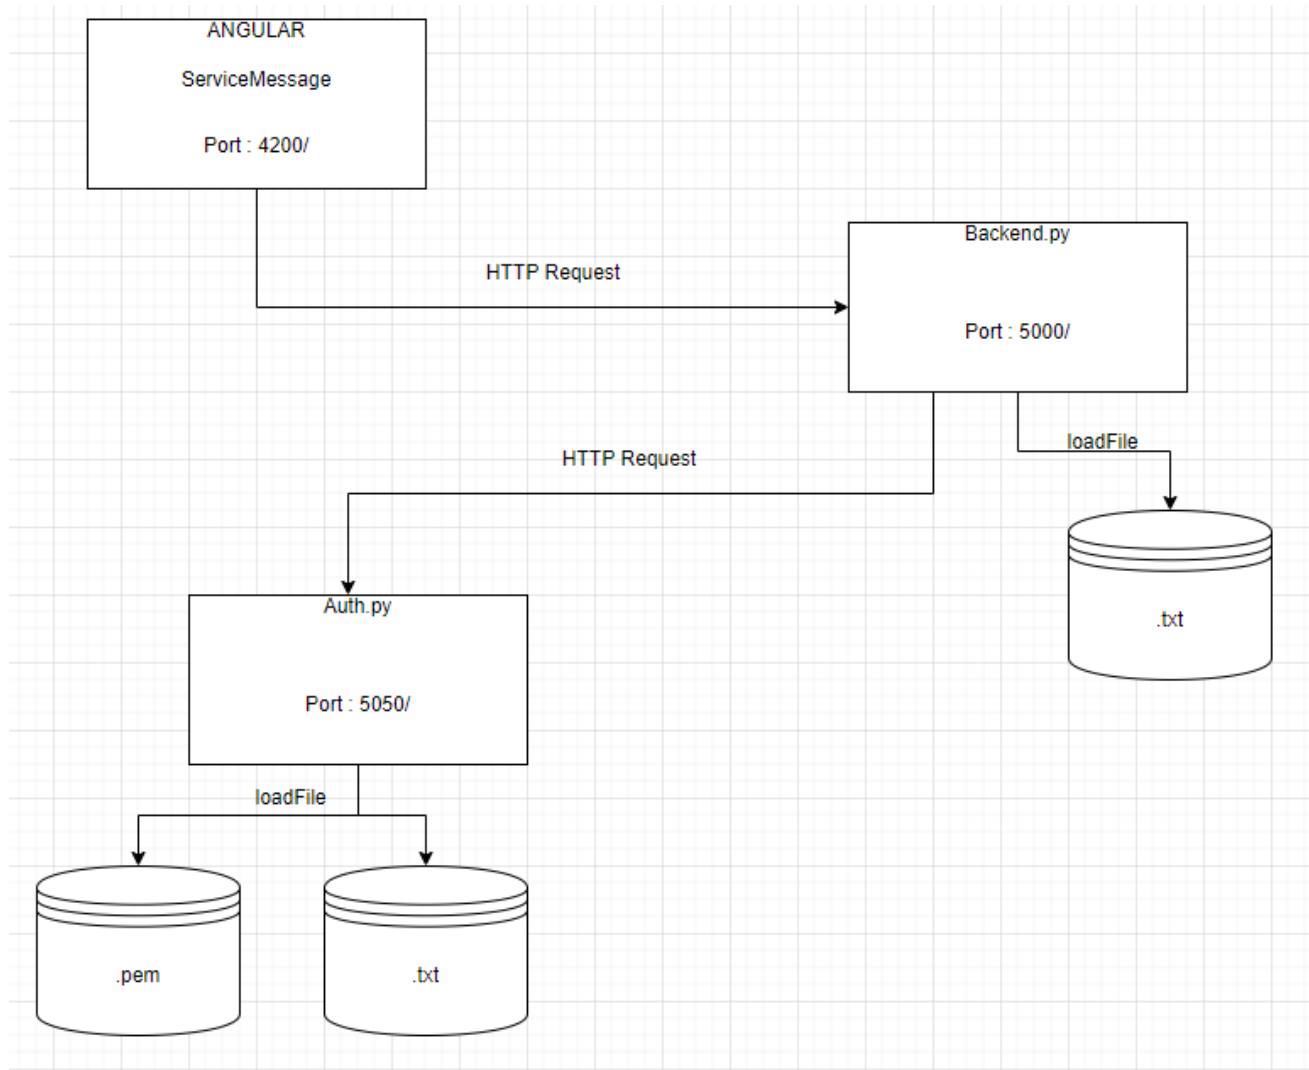 ANGULAR
ServiceMessage
Port : 4200/
Backend.py
HTTP Request
Port : 5000/
loadFile
HTTP Request
Auth.py
.txt
Port : 5050/
loadFile
.pem
.txt